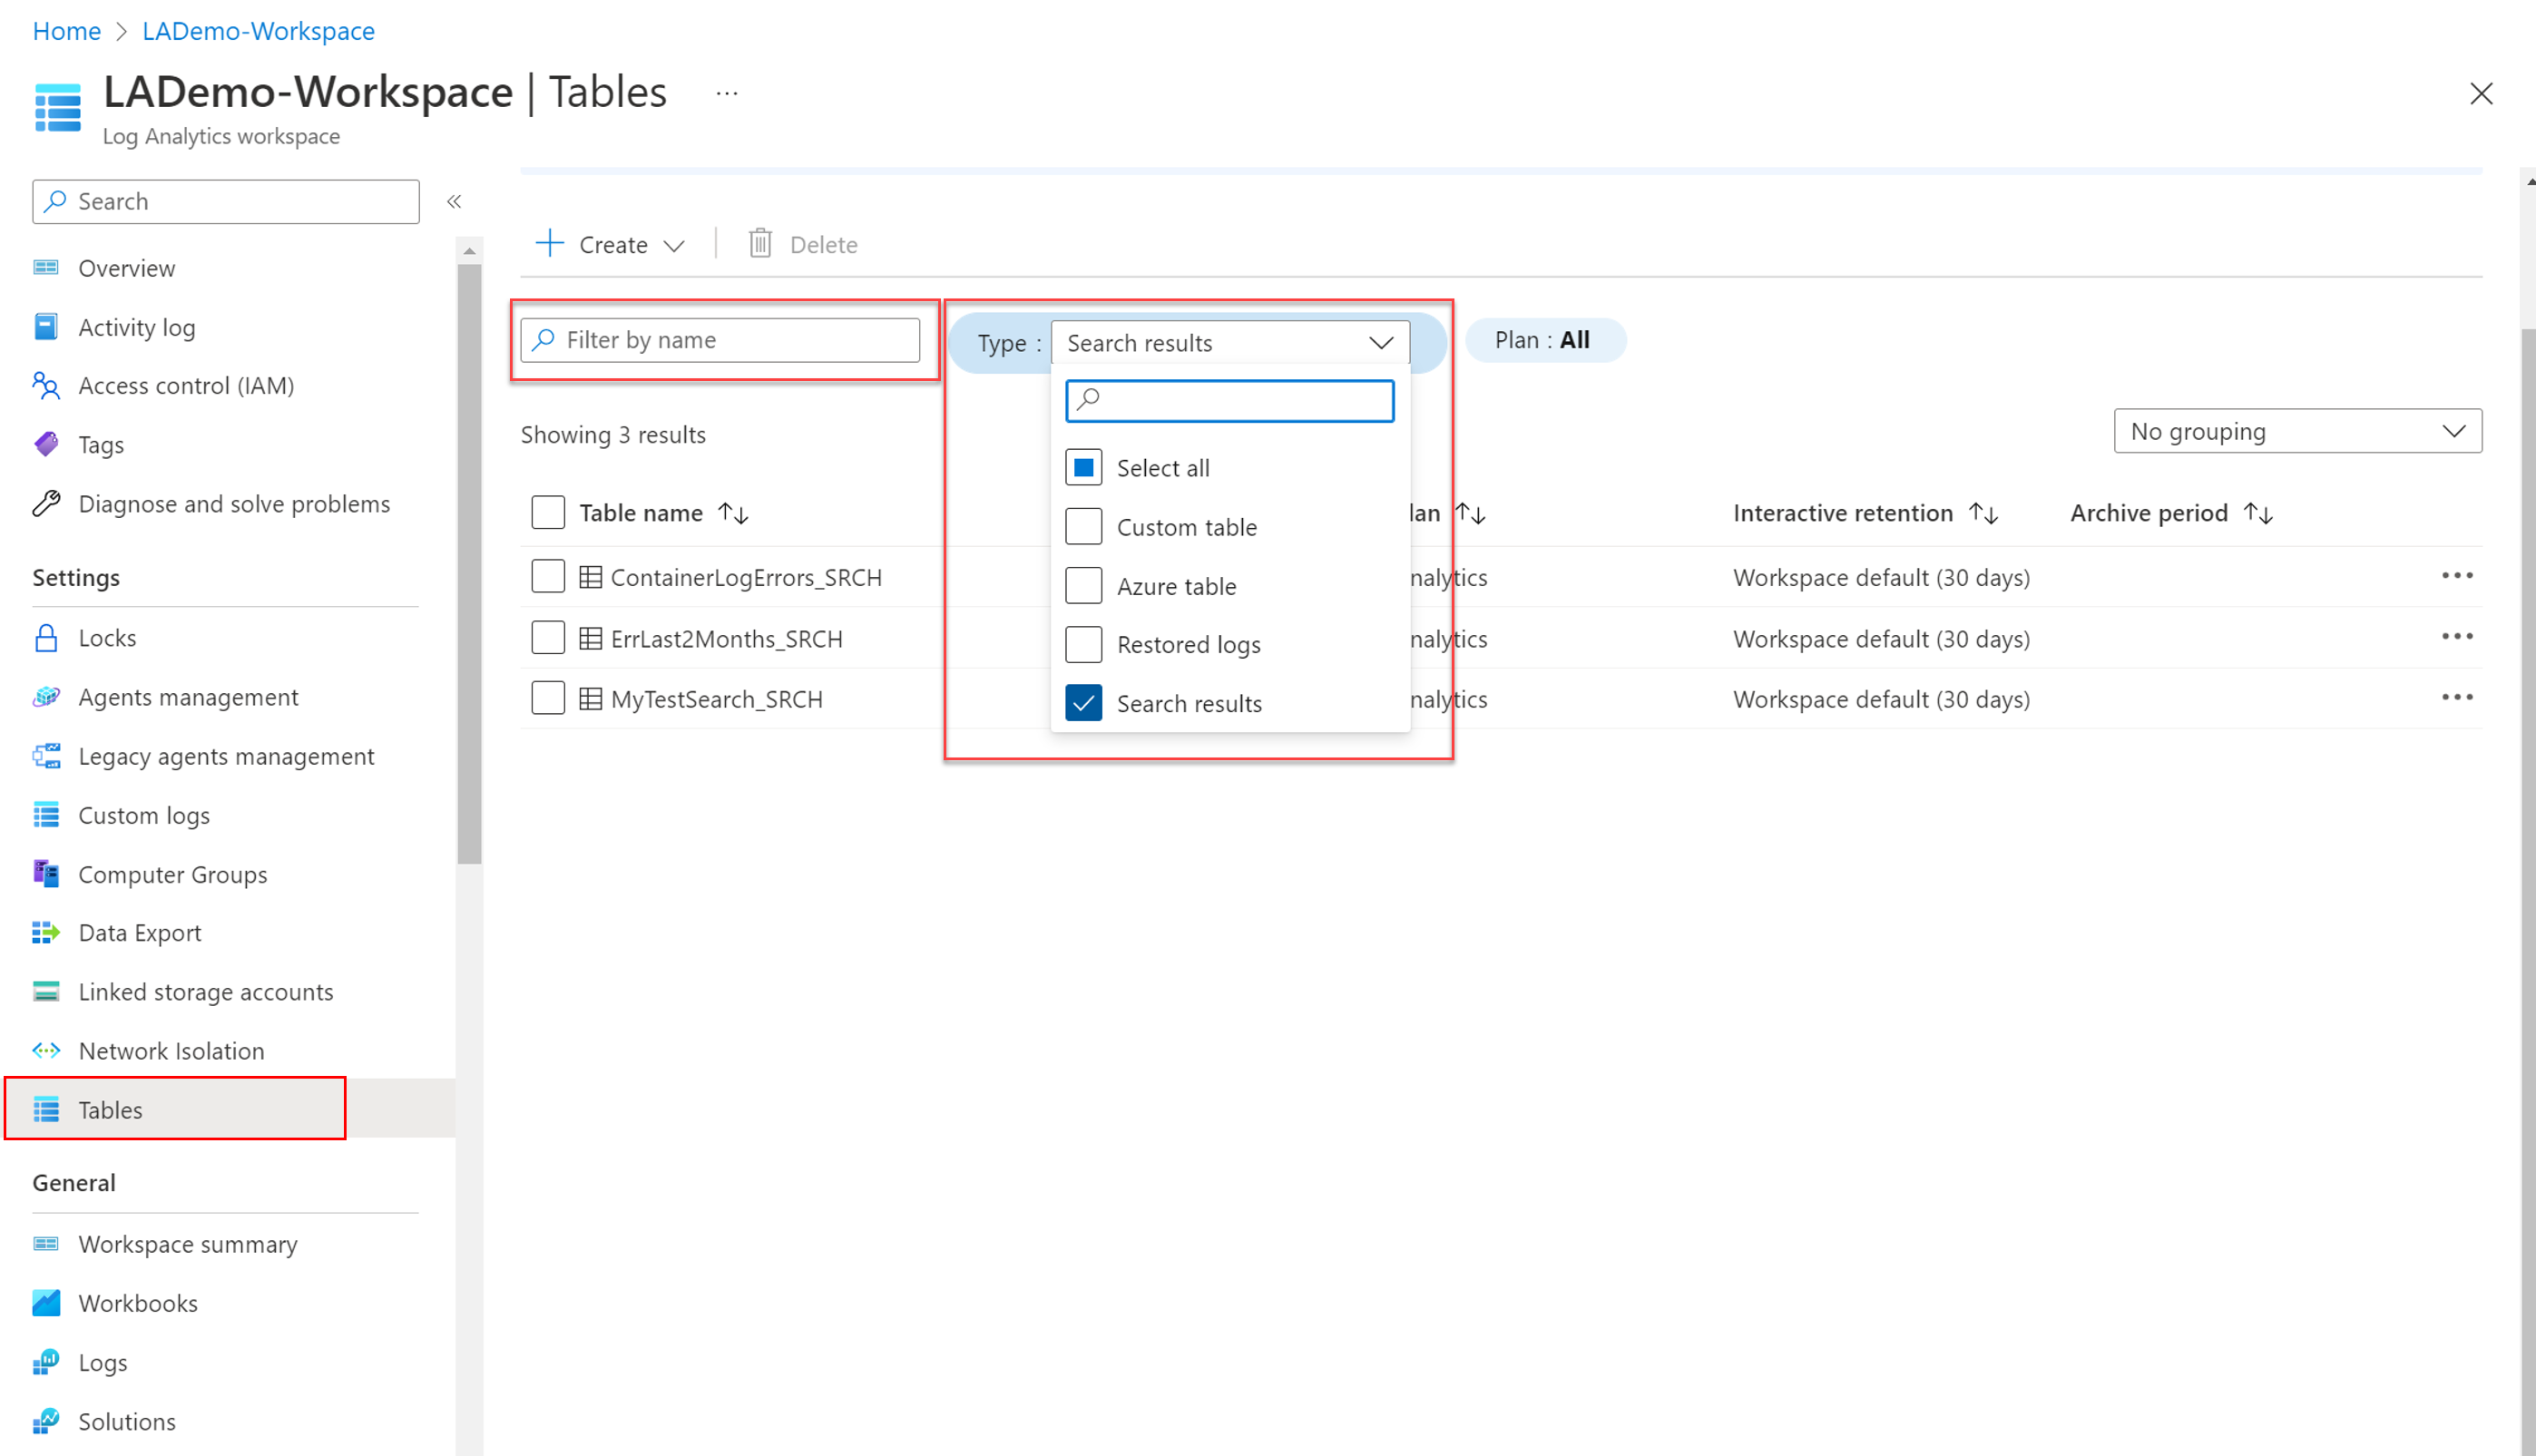 Home > LADemo-Workspace
LADemo-Workspace | Tables ...
Log Analytics workspace
Search
«
Overview
Activity log
Access control (IAM)
Tags
Diagnose and solve problems
Settings
Locks
Agents management
Legacy agents management
Custom logs
Computer Groups
Data Export
Linked storage accounts
Network Isolation
Tables
General
Workspace summary
Workbooks
Logs
Solutions
Create
Delete
Filter by name
Type : Search results
Plan : All
Select all
Custom table
Azure table
Restored logs
Search results
Showing 3 results
No grouping
Table name lan Interactive retention Archive period
ContainerLogErrors_SRCH nalytics Workspace default (30 days)
ErrLast2Months_SRCH nalytics Workspace default (30 days)
MyTestSearch_SRCH nalytics Workspace default (30 days)